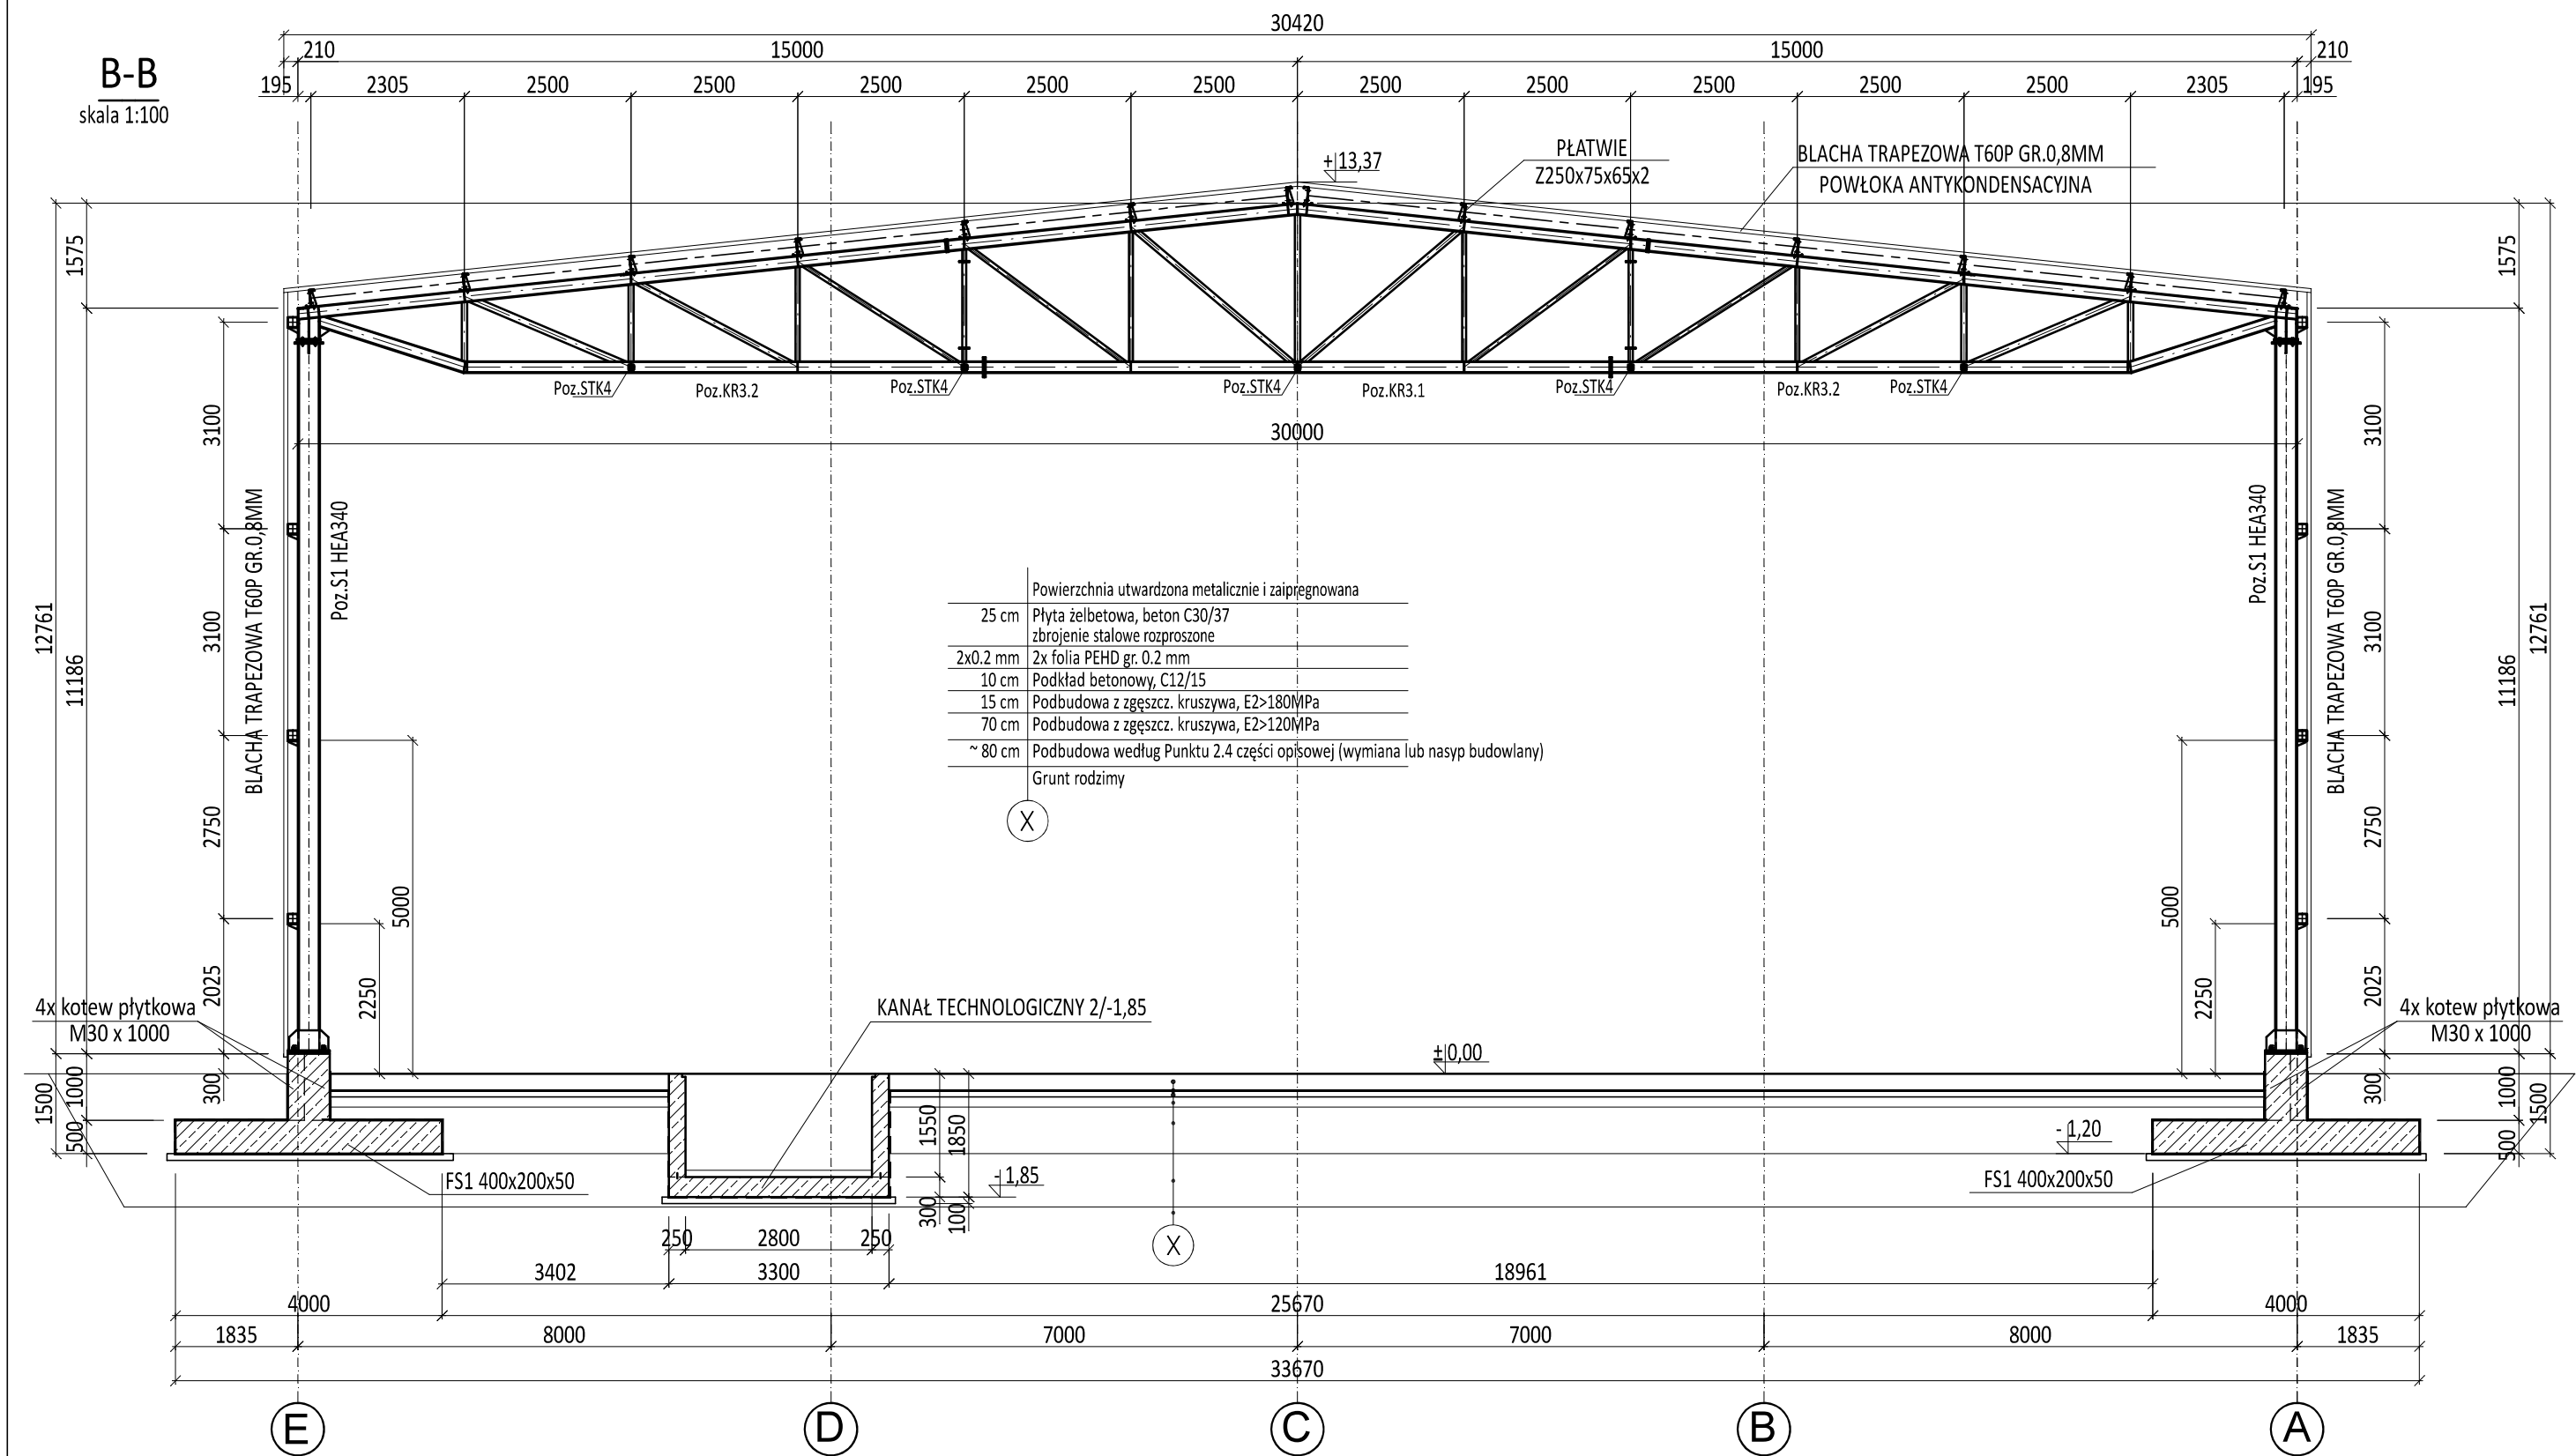 30420
210 15000 15000 210
195 2305 2500 2500 2500 2500 2500 2500 2500 2500 2500 2500 2305 195
B-B
skala 1:100
+13,37
PŁATWIE
Z250x75x65x2
BLACHA TRAPEZOWA T60P GR.0,8MM
POWŁOKA ANTYKONDENSACYJNA
1575
1575
Poz.STK4
Poz.KR3.2
Poz.STK4
Poz.STK4
Poz.KR3.1
Poz.STK4
Poz.KR3.2
Poz.STK4
30000
12761
11186
3100
3100
2750
2025
300
BLACHA TRAPEZOWA T60P GR.0,8MM
Poz.S1 HEA340
5000
2250
Powierzchnia utwardzona metalicznie i zaipregnowana
25 cm Płyta żelbetowa, beton C30/37
zbrojenie stalowe rozproszone
2x0.2 mm 2x folia PEHD gr. 0.2 mm
10 cm Podkład betonowy, C12/15
15 cm Podbudowa z zgęszcz. kruszywa, E2>180MPa
70 cm Podbudowa z zgęszcz. kruszywa, E2>120MPa
~ 80 cm Podbudowa według Punktu 2.4 części opisowej (wymiana lub nasyp budowlany)
Grunt rodzimy
X
Poz.S1 HEA340
BLACHA TRAPEZOWA T60P GR.0,8MM
5000
2250
3100
3100
2750
2025
300
11186
12761
4x kotew płytkowa
M30 x 1000
4x kotew płytkowa
M30 x 1000
KANAŁ TECHNOLOGICZNY 2/-1,85
±0,00
1500
1000
500
1550
1850
300
100
- 1,85
- 1,20
1000
500
1500
FS1 400x200x50
FS1 400x200x50
X
250 2800 250
3402 3300 18961
4000 25670 4000
1835 8000 7000 7000 8000 1835
33670
E D C B A